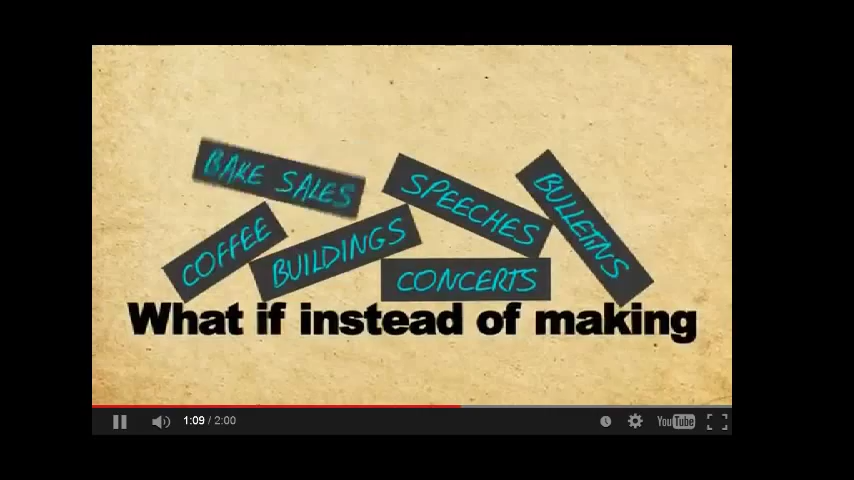 BAKE SALES
SPEECHES
BULLETINS
COFFEE
BUILDINGS
CONCERTS
What if instead of making
1:09 / 2:00
YouTube